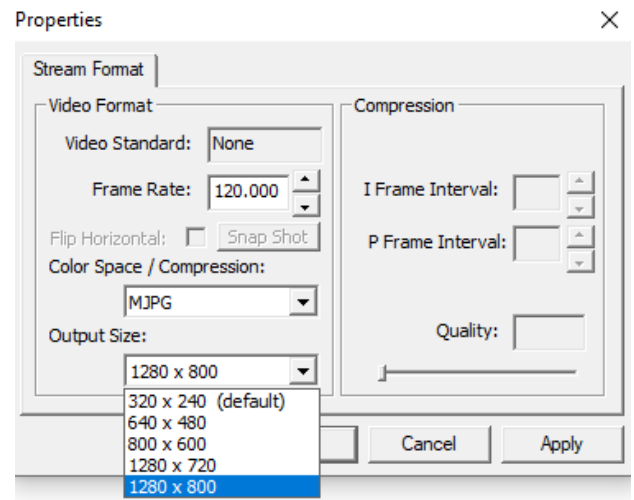 Properties
Stream Format
Video Format
Video Standard: None
Frame Rate: 120.000
Flip Horizontal: Snap Shot
Color Space / Compression:
MJPG
Output Size:
1280 x 800
320 x 240 (default)
640 x 480
800 x 600
1280 x 720
1280 x 800
Compression
I Frame Interval:
P Frame Interval:
Quality:
Cancel Apply